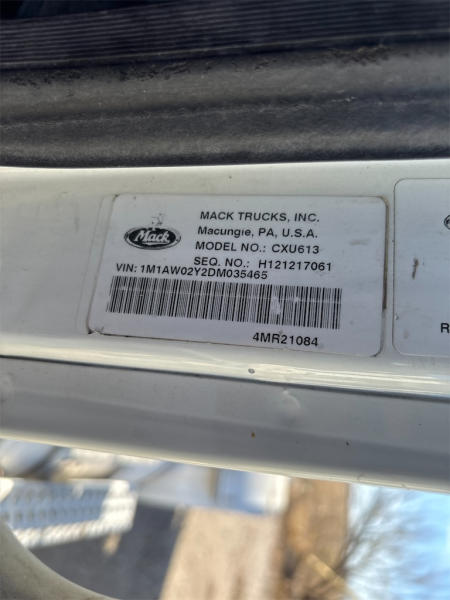 Mack
MACK TRUCKS, INC.
Macungie, PA, U.S.A.
MODEL NO.: CXU613
SEQ. NO.: H121217061
VIN: 1M1AW02Y2DM035465
4MR21084
R